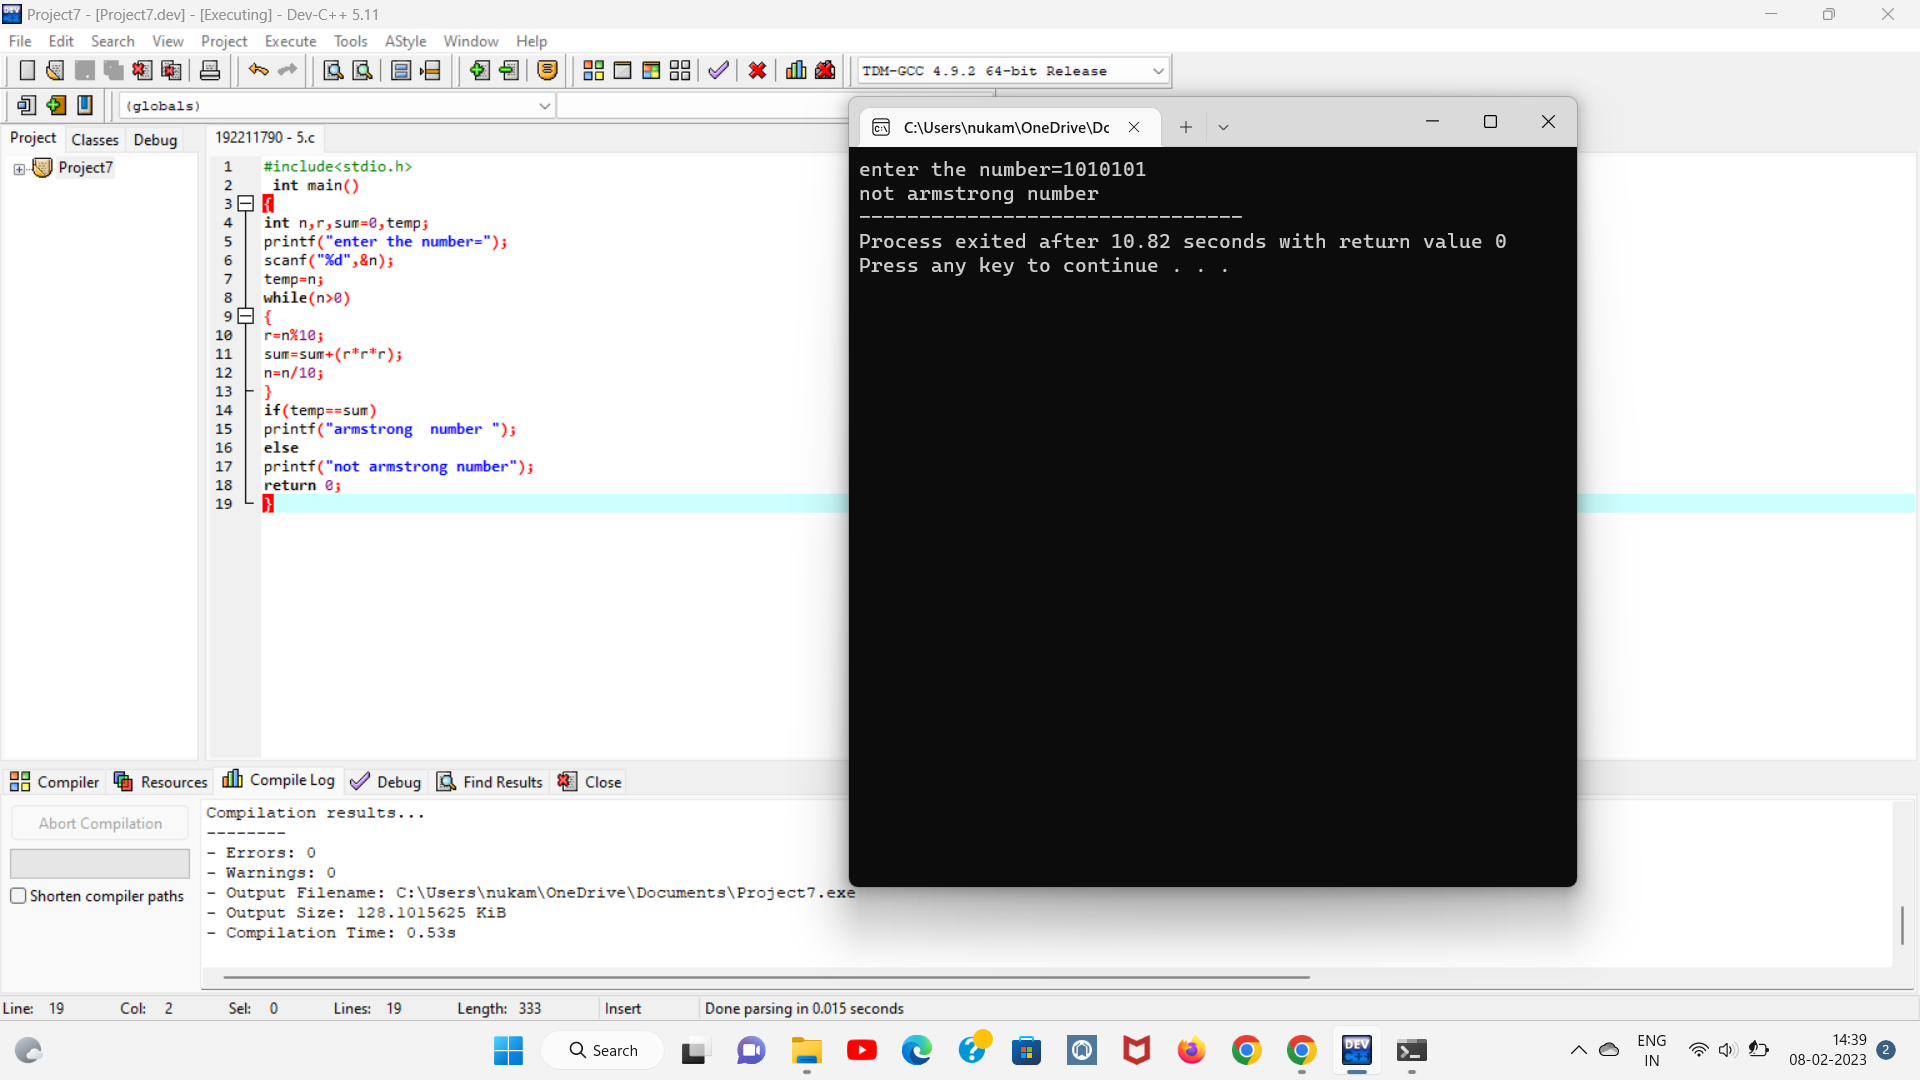 Project7 - [Project7.dev] - [Executing] - Dev-C++ 5.11
File Edit Search View Project Execute Tools AStyle Window Help
TDM-GCC 4.9.2 64-bit Release
(globals)
Project Classes Debug
192211790 - 5.c
Project7
1 #include<stdio.h>
2 int main()
3 {
4 int n,r,sum=0,temp;
5 printf("enter the number=");
6 scanf("%d",&n);
7 temp=n;
8 while(n>0)
9 {
10 r=n%10;
11 sum=sum+(r*r*r);
12 n=n/10;
13 }
14 if(temp==sum)
15 printf("armstrong  number ");
16 else
17 printf("not armstrong number");
18 return 0;
19 }
C:\Users\nukam\OneDrive\Dc
enter the number=1010101
not armstrong number
--------------------------------
Process exited after 10.82 seconds with return value 0
Press any key to continue . . .
Compiler Resources Compile Log Debug Find Results Close
Abort Compilation
Shorten compiler paths
Compilation results...
--------
- Errors: 0
- Warnings: 0
- Output Filename: C:\Users\nukam\OneDrive\Documents\Project7.exe
- Output Size: 128.1015625 KiB
- Compilation Time: 0.53s
Line: 19 Col: 2 Sel: 0 Lines: 19 Length: 333 Insert Done parsing in 0.015 seconds
Search
DEV C++
ENG
IN
14:39
08-02-2023
2